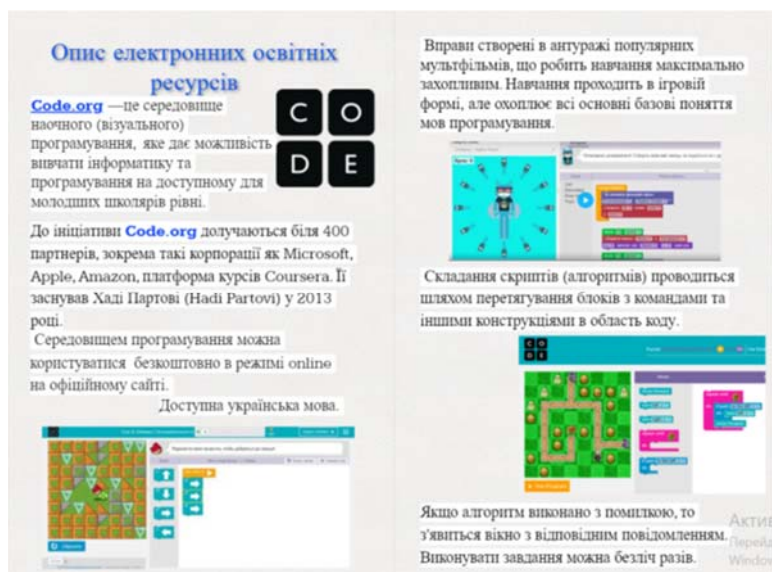 Опис електронних освітніх
ресурсів
Code.org —це середовище
наочного (візуального)
програмування, яке дає можливість
вивчати інформатику та
програмування на доступному для
молодших школярів рівні.
C O
D E
До ініціативи Code.org долучаються біля 400
партнерів, зокрема такі корпорації як Microsoft,
Apple, Amazon, платформа курсів Coursera. Її
заснував Хаді Партові (Hadi Partovi) у 2013
році.
Середовищем програмування можна
користуватися безкоштовно в режимі online
на офіційному сайті.
Доступна українська мова.
Вправи створені в антуражі популярних
мультфільмів, що робить навчання максимально
захопливим. Навчання проходить в ігровій
формі, але охоплює всі основні базові поняття
мов програмування.
Складання скриптів (алгоритмів) проводиться
шляхом перетягування блоків з командами та
іншими конструкціями в область коду.
C O
D E
Якщо алгоритм виконано з помилкою, то
з'явиться вікно з відповідним повідомленням.
Виконувати завдання можна безліч разів.